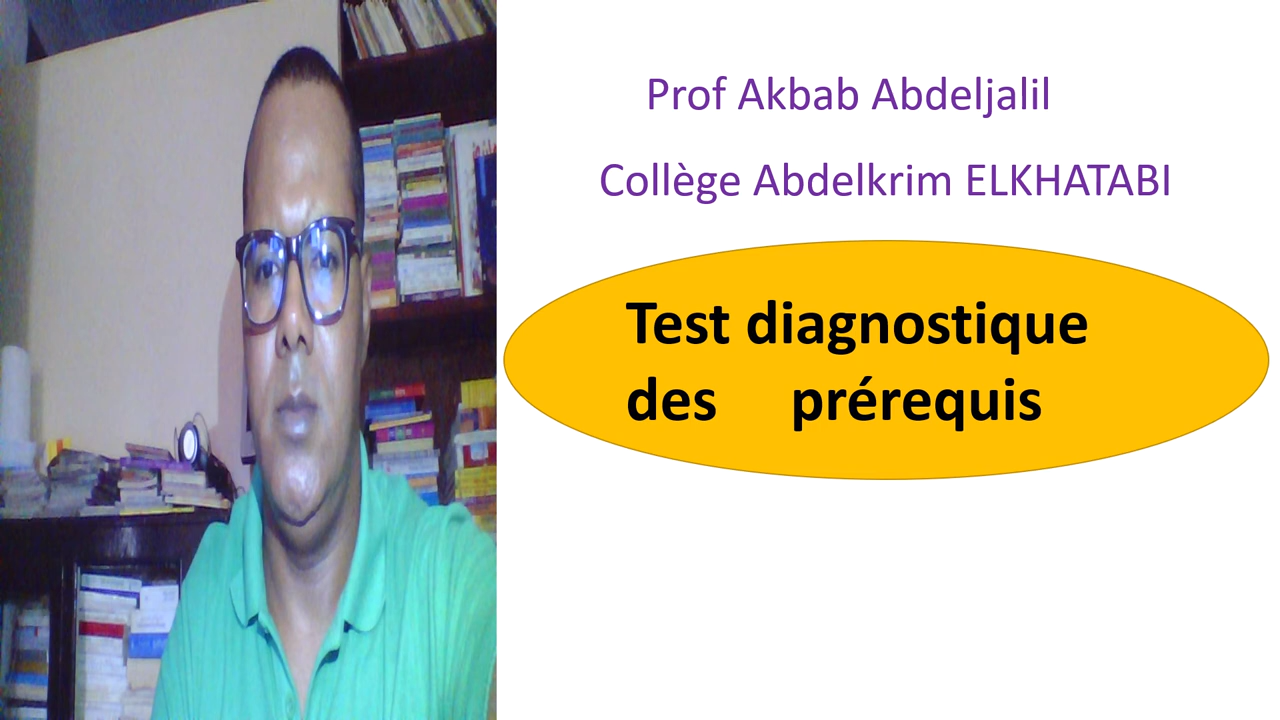 Prof Akbab Abdeljalil
Collège Abdelkrim ELKHATABI
Test diagnostique
des prérequis